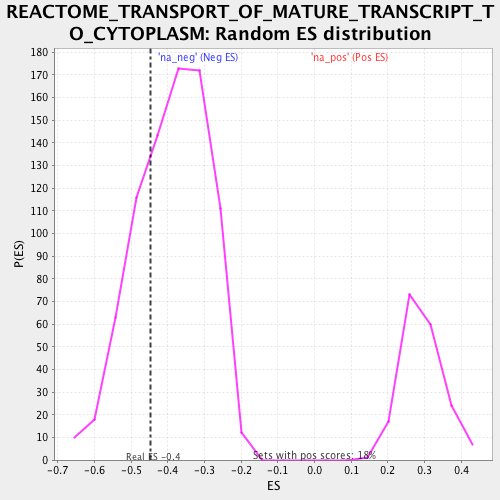 REACTOME_TRANSPORT_OF_MATURE_TRANSCRIPT_T
O_CYTOPLASM: Random ES distribution
'na_neg' (Neg ES)
'na_pos' (Pos ES)
180
170
160
150
140
130
120
110
100
90
80
70
60
50
40
30
20
10
0
P(ES)
Real ES -0.4
Sets with pos scores: 18%
-0.7 -0.6 -0.5 -0.4 -0.3 -0.2 -0.1 0.0 0.1 0.2 0.3 0.4
ES